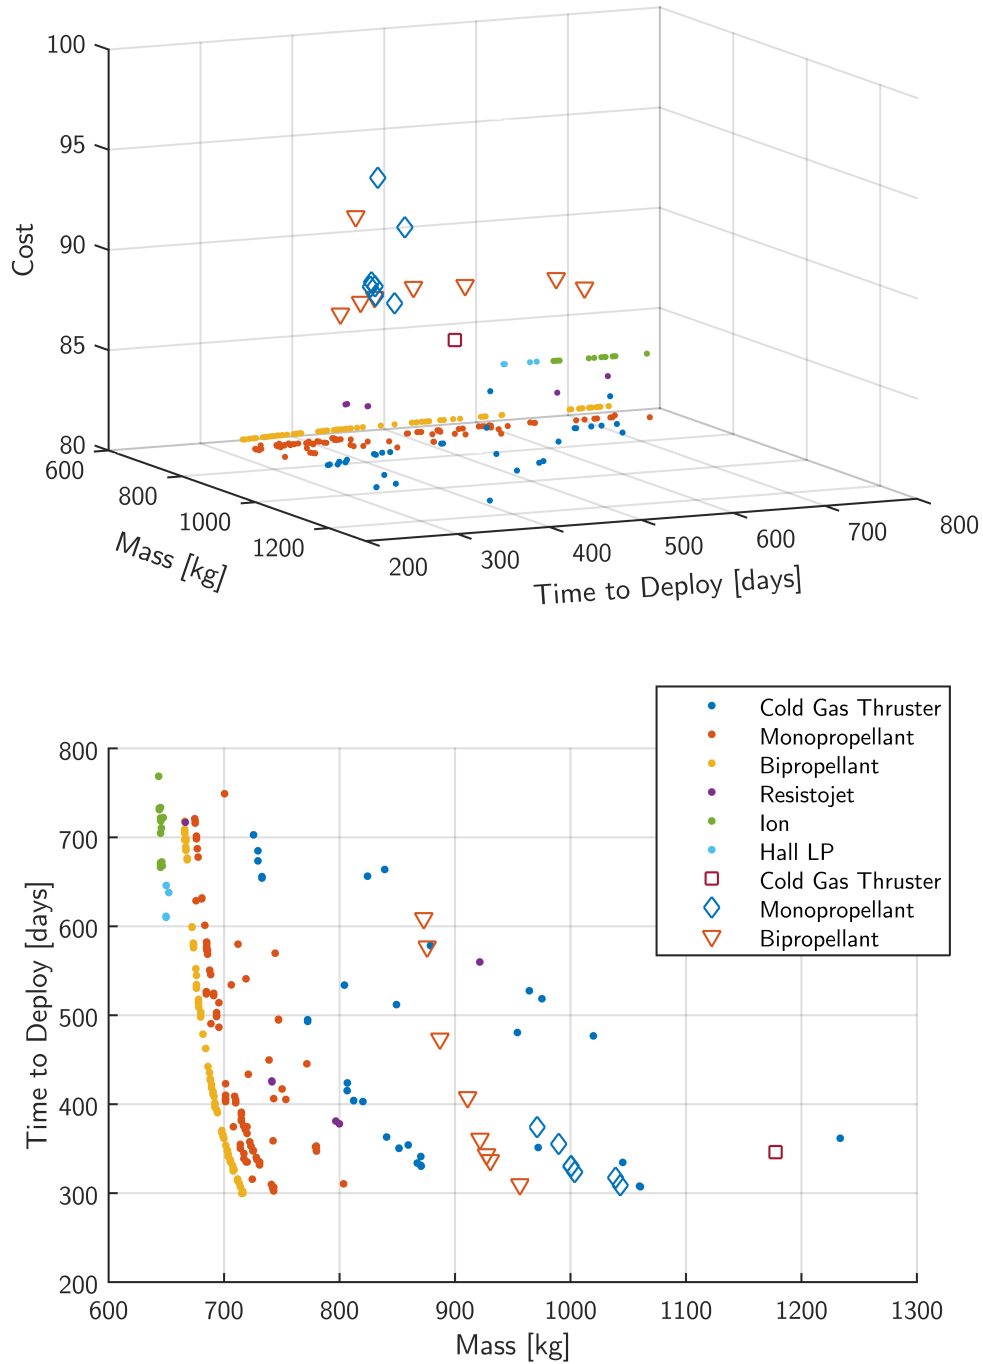 100
95
90
85
80
Cost
600
800
1000
1200
Mass [kg]
200
300
400
500
600
700
800
Time to Deploy [days]
Cold Gas Thruster
Monopropellant
Bipropellant
Resistojet
Ion
Hall LP
Cold Gas Thruster
Monopropellant
Bipropellant
800
700
600
500
400
300
200
Time to Deploy [days]
600
700
800
900
1000
1100
1200
1300
Mass [kg]